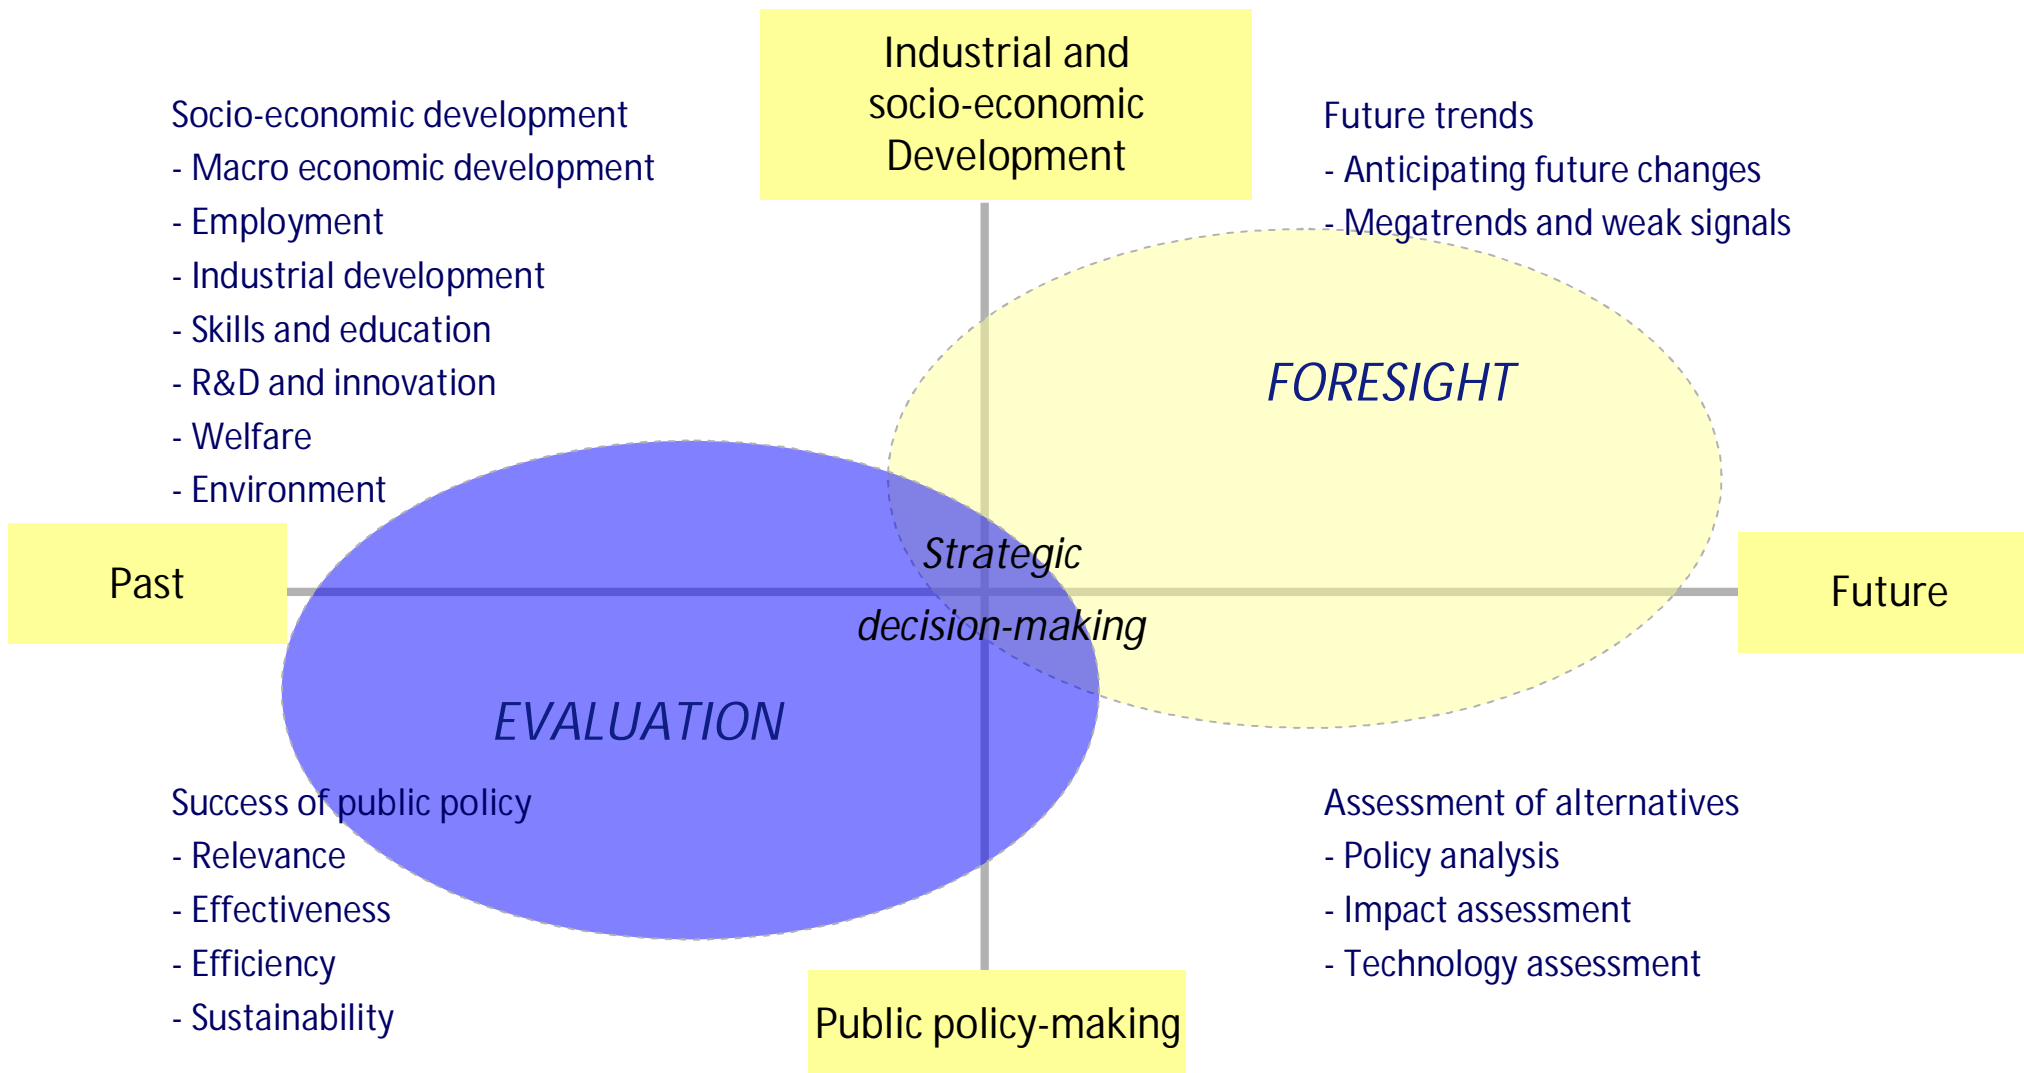 Industrial and
socio-economic
Development
Socio-economic development
- Macro economic development
- Employment
- Industrial development
- Skills and education
- R&D and innovation
- Welfare
- Environment
Future trends
- Anticipating future changes
- Megatrends and weak signals
FORESIGHT
Past
Strategic
decision-making
Future
EVALUATION
Success of public policy
- Relevance
- Effectiveness
- Efficiency
- Sustainability
Assessment of alternatives
- Policy analysis
- Impact assessment
- Technology assessment
Public policy-making